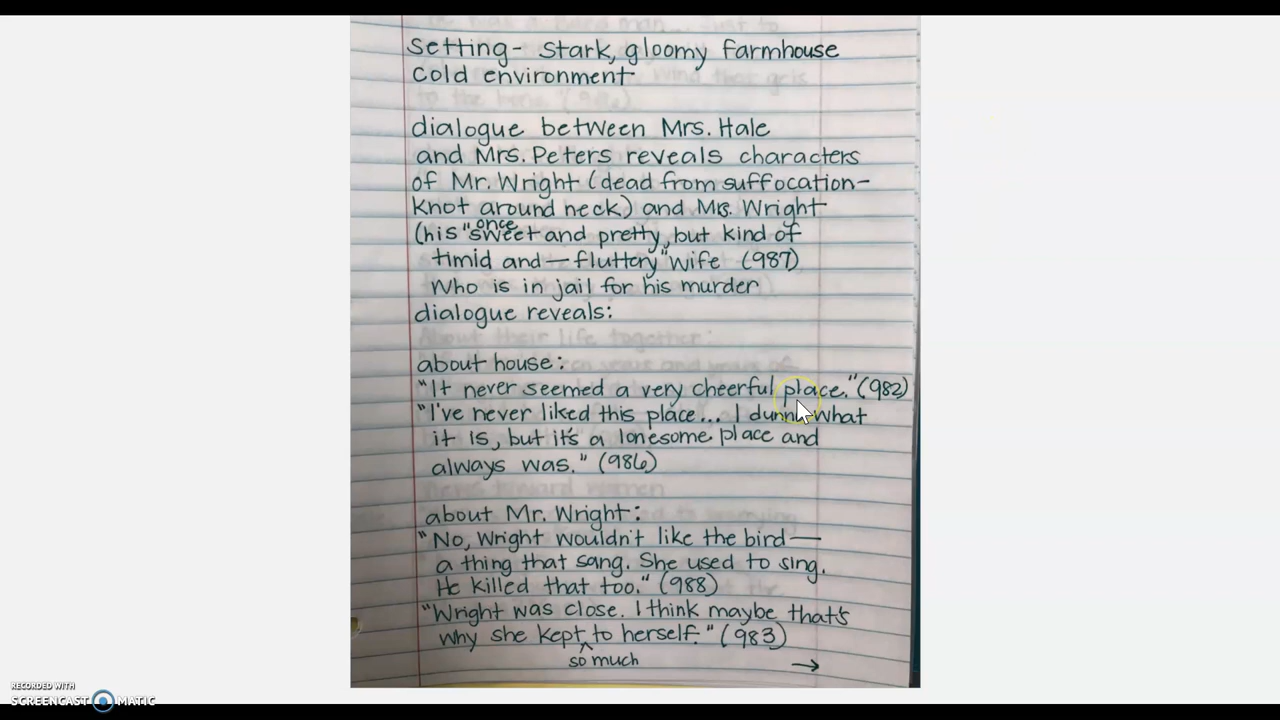 setting- stark, gloomy farmhouse
cold environment
dialogue between Mrs. Hale
and Mrs. Peters reveals characters
of Mr. Wright (dead from suffocation-
knot around neck) and Mrs. Wright
once
(his "sweet and pretty, but kind of
timid and — fluttery" wife (987)
who is in jail for his murder
dialogue reveals:
about house:
"It never seemed a very cheerful place." (982)
"I've never liked this place... I dunno what
it is, but it's a lonesome place and
always was." (986)
about Mr. Wright:
"No, Wright wouldn't like the bird—
a thing that sang. She used to sing.
He killed that too." (988)
"Wright was close. I think maybe that's
why she kept ^ to herself." (983)
so much →
RECORDED WITH
SCREENCAST MATIC